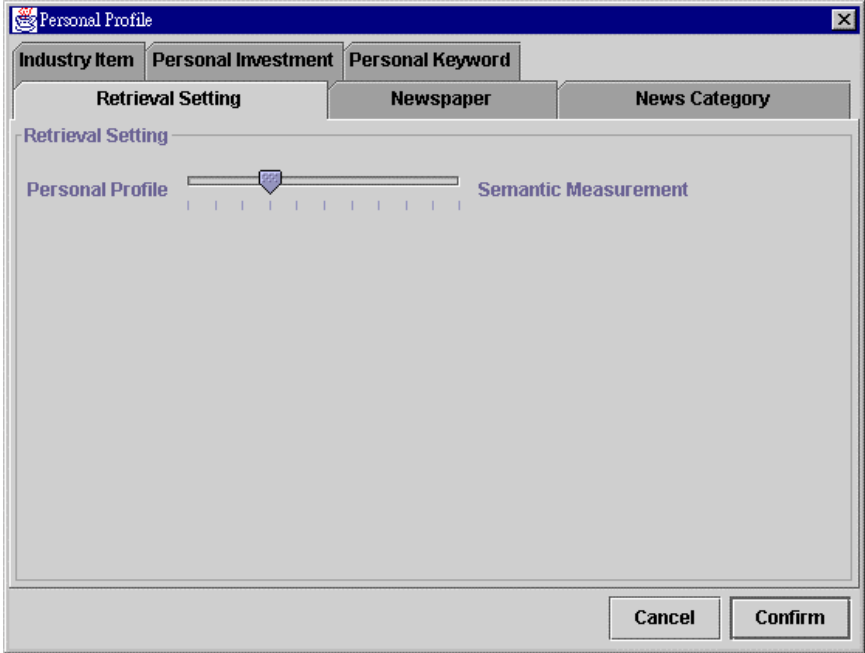 Personal Profile
Industry Item Personal Investment Personal Keyword
Retrieval Setting Newspaper News Category
Retrieval Setting
Personal Profile Semantic Measurement
Cancel Confirm